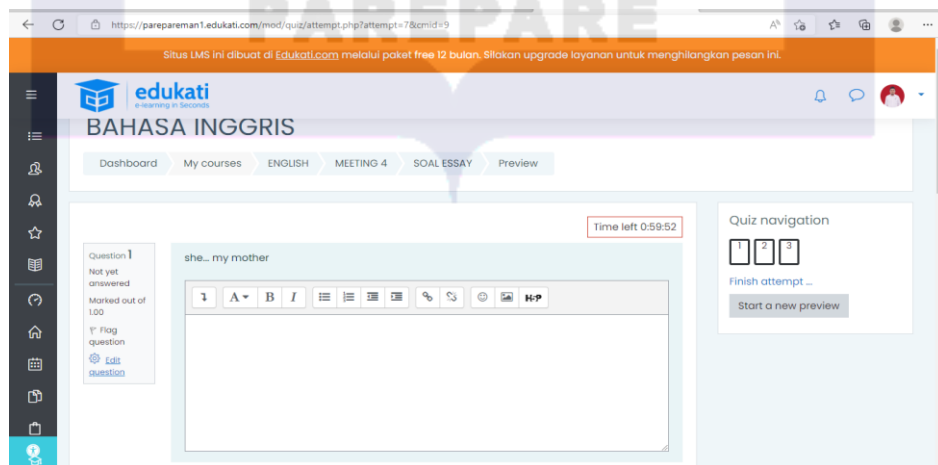 PAREPARE
https://parepareman1.edukati.com/mod/quiz/attempt.php?attempt=7&cmid=9
Situs LMS ini dibuat di Edukati.com melalui paket free 12 bulan. Silakan upgrade layanan untuk menghilangkan pesan ini.
edukati
e-learning in Seconds
BAHASA INGGRIS
Dashboard
My courses
ENGLISH
MEETING 4
SOAL ESSAY
Preview
Time left 0:59:52
Question 1
Not yet
answered
Marked out of
1.00
Flag
question
Edit
question
she... my mother
A
B
I
H-P
Quiz navigation
1 2 3
Finish attempt ...
Start a new preview